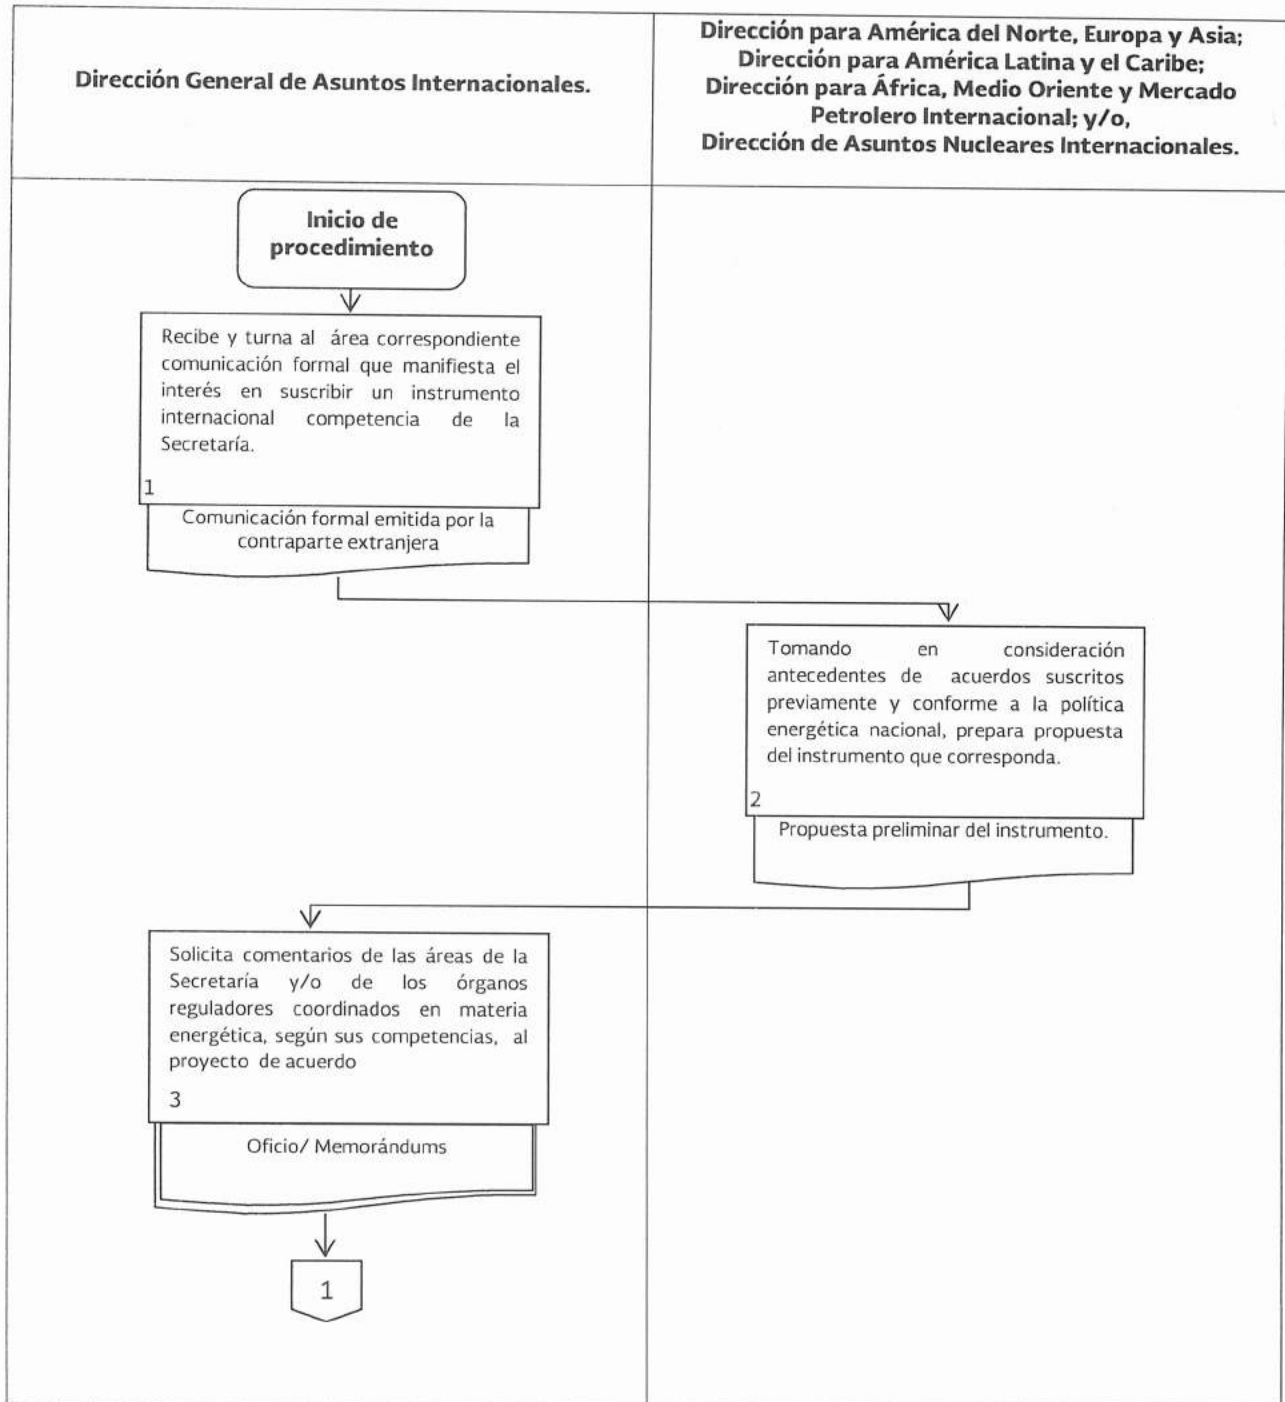 Dirección General de Asuntos Internacionales.
Dirección para América del Norte, Europa y Asia;
Dirección para América Latina y el Caribe;
Dirección para África, Medio Oriente y Mercado
Petrolero Internacional; y/o,
Dirección de Asuntos Nucleares Internacionales.
Inicio de
procedimiento
Recibe y turna al área correspondiente
comunicación formal que manifiesta el
interés en suscribir un instrumento
internacional competencia de la
Secretaría.
1
Comunicación formal emitida por la
contraparte extranjera
Tomando en consideración
antecedentes de acuerdos suscritos
previamente y conforme a la política
energética nacional, prepara propuesta
del instrumento que corresponda.
2
Propuesta preliminar del instrumento.
Solicita comentarios de las áreas de la
Secretaría y/o de los órganos
reguladores coordinados en materia
energética, según sus competencias, al
proyecto de acuerdo
3
Oficio/ Memorándums
1